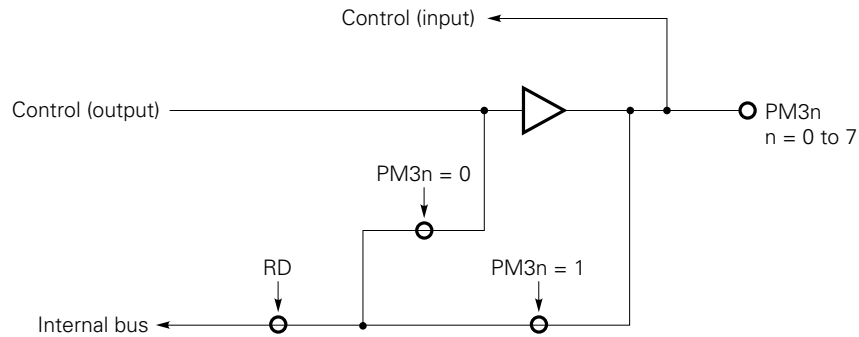 Control (input)
Control (output)
PM3n
n = 0 to 7
PM3n = 0
RD
PM3n = 1
Internal bus